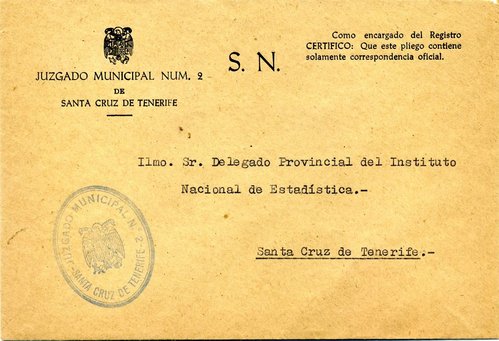 JUZGADO MUNICIPAL NUM. 2
DE
SANTA CRUZ DE TENERIFE
S. N.
Como encargado del Registro
CERTIFICO: Que este pliego contiene
solamente correspondencia oficial.
Ilmo. Sr. Delegado Provincial del Instituto
Nacional de Estadística.-
Santa Cruz de Tenerife.-
JUZGADO MUNICIPAL N. 2
SANTA CRUZ DE TENERIFE